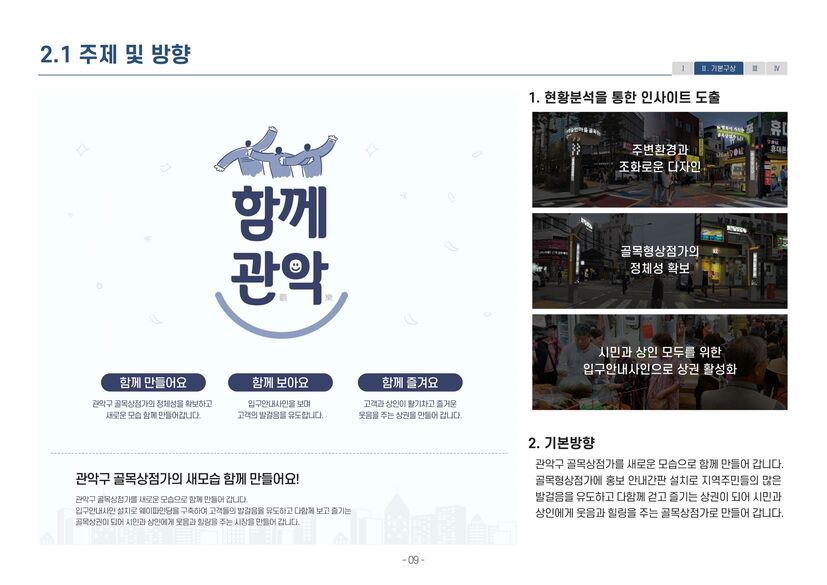 2.1 주제 및 방향
Ⅰ
Ⅱ. 기본구상
Ⅲ
Ⅳ
함께
관악
觀 樂
함께 만들어요
관악구 골목상점가의 정체성을 확보하고
새로운 모습 함께 만들어갑니다.
함께 보아요
입구안내사인을 보며
고객의 발걸음을 유도합니다.
함께 즐겨요
고객과 상인이 활기차고 즐거운
웃음을 주는 상권을 만들어 갑니다.
관악구 골목상점가의 새모습 함께 만들어요!
관악구 골목상점가를 새로운 모습으로 함께 만들어 갑니다.
입구안내사인 설치로 웨이파인딩을 구축하여 고객들의 발걸음을 유도하고 다함께 보고 즐기는
골목상권이 되어 시민과 상인에게 웃음과 힐링을 주는 시장을 만들어 갑니다.
1. 현황분석을 통한 인사이트 도출
주변환경과
조화로운 디자인
골목형상점가의
정체성 확보
시민과 상인 모두를 위한
입구안내사인으로 상권 활성화
2. 기본방향
관악구 골목상점가를 새로운 모습으로 함께 만들어 갑니다.
골목형상점가에 홍보 안내간판 설치로 지역주민들의 많은
발걸음을 유도하고 다함께 걷고 즐기는 상권이 되어 시민과
상인에게 웃음과 힐링을 주는 골목상점가로 만들어 갑니다.
- 09 -